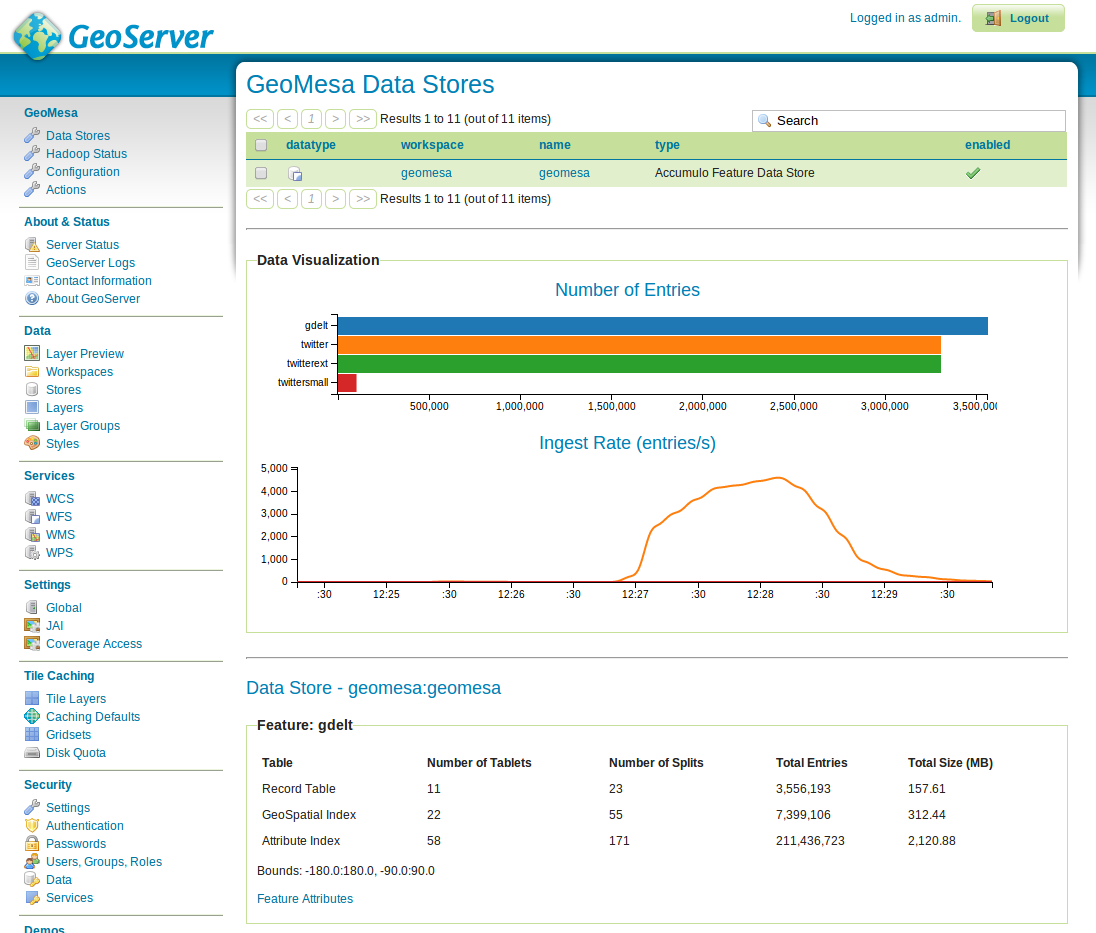 GeoServer
Logged in as admin.
Logout
GeoMesa
Data Stores
Hadoop Status
Configuration
Actions
About & Status
Server Status
GeoServer Logs
Contact Information
About GeoServer
Data
Layer Preview
Workspaces
Stores
Layers
Layer Groups
Styles
Services
WCS
WFS
WMS
WPS
Settings
Global
JAI
Coverage Access
Tile Caching
Tile Layers
Caching Defaults
Gridsets
Disk Quota
Security
Settings
Authentication
Passwords
Users, Groups, Roles
Data
Services
Demos
GeoMesa Data Stores
<< < 1 > >> Results 1 to 11 (out of 11 items)
Search
datatype workspace name type enabled
geomesa geomesa Accumulo Feature Data Store
<< < 1 > >> Results 1 to 11 (out of 11 items)
Data Visualization
Number of Entries
gdelt
twitter
twitterext
twittersmall
500,000 1,000,000 1,500,000 2,000,000 2,500,000 3,000,000 3,500,000
Ingest Rate (entries/s)
5,000
4,000
3,000
2,000
1,000
0
:30 12:25 :30 12:26 :30 12:27 :30 12:28 :30 12:29 :30
Data Store - geomesa:geomesa
Feature: gdelt
Table Number of Tablets Number of Splits Total Entries Total Size (MB)
Record Table 11 23 3,556,193 157.61
GeoSpatial Index 22 55 7,399,106 312.44
Attribute Index 58 171 211,436,723 2,120.88
Bounds: -180.0:180.0, -90.0:90.0
Feature Attributes